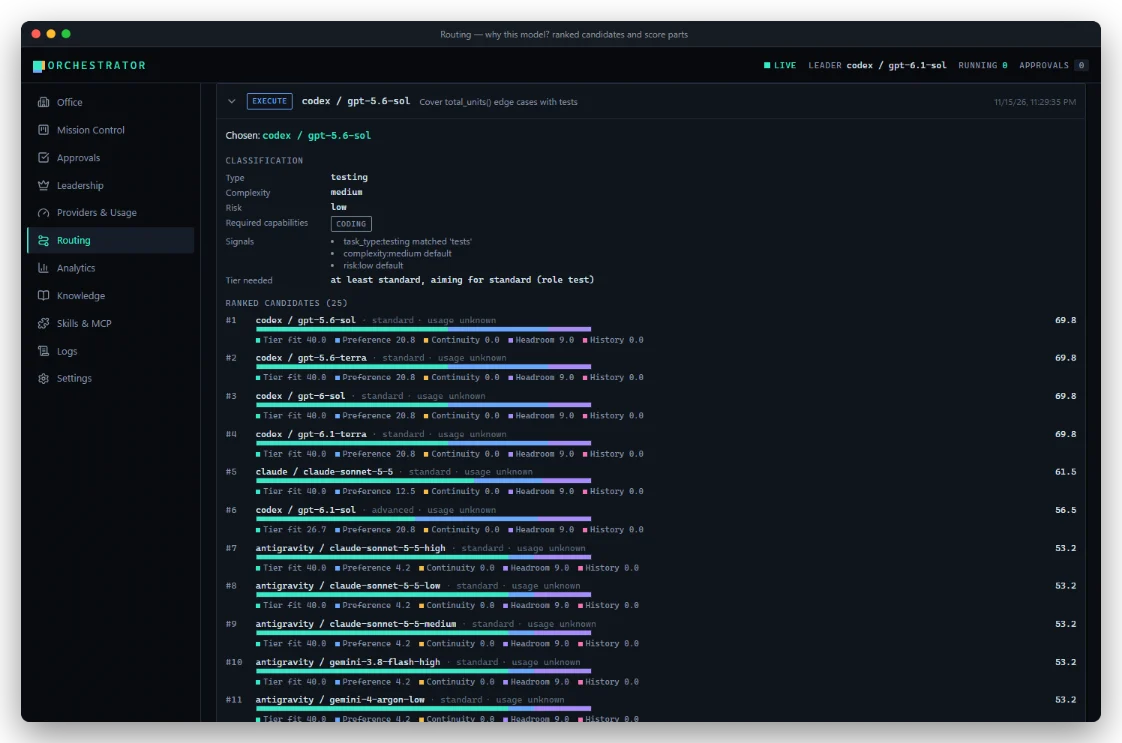 Routing — why this model? ranked candidates and score parts
ORCHESTRATOR
LIVE LEADER codex / gpt-6.1-sol RUNNING 0 APPROVALS 0
Office
Mission Control
Approvals
Leadership
Providers & Usage
Routing
Analytics
Knowledge
Skills & MCP
Logs
Settings
EXECUTE codex / gpt-5.6-sol Cover total_units() edge cases with tests 11/15/26, 11:29:35 PM
Chosen: codex / gpt-5.6-sol
CLASSIFICATION
Type testing
Complexity medium
Risk low
Required capabilities CODING
Signals • task_type:testing matched 'tests'
• complexity:medium default
• risk:low default
Tier needed at least standard, aiming for standard (role test)
RANKED CANDIDATES (25)
#1 codex / gpt-5.6-sol · standard · usage unknown 69.8
Tier fit 40.0 Preference 20.8 Continuity 0.0 Headroom 9.0 History 0.0
#2 codex / gpt-5.6-terra · standard · usage unknown 69.8
Tier fit 40.0 Preference 20.8 Continuity 0.0 Headroom 9.0 History 0.0
#3 codex / gpt-6-sol · standard · usage unknown 69.8
Tier fit 40.0 Preference 20.8 Continuity 0.0 Headroom 9.0 History 0.0
#4 codex / gpt-6.1-terra · standard · usage unknown 69.8
Tier fit 40.0 Preference 20.8 Continuity 0.0 Headroom 9.0 History 0.0
#5 claude / claude-sonnet-5-5 · standard · usage unknown 61.5
Tier fit 40.0 Preference 12.5 Continuity 0.0 Headroom 9.0 History 0.0
#6 codex / gpt-6.1-sol · advanced · usage unknown 56.5
Tier fit 26.7 Preference 20.8 Continuity 0.0 Headroom 9.0 History 0.0
#7 antigravity / claude-sonnet-5-5-high · standard · usage unknown 53.2
Tier fit 40.0 Preference 4.2 Continuity 0.0 Headroom 9.0 History 0.0
#8 antigravity / claude-sonnet-5-5-low · standard · usage unknown 53.2
Tier fit 40.0 Preference 4.2 Continuity 0.0 Headroom 9.0 History 0.0
#9 antigravity / claude-sonnet-5-5-medium · standard · usage unknown 53.2
Tier fit 40.0 Preference 4.2 Continuity 0.0 Headroom 9.0 History 0.0
#10 antigravity / gemini-3.8-flash-high · standard · usage unknown 53.2
Tier fit 40.0 Preference 4.2 Continuity 0.0 Headroom 9.0 History 0.0
#11 antigravity / gemini-4-argon-low · standard · usage unknown 53.2
Tier fit 40.0 Preference 4.2 Continuity 0.0 Headroom 9.0 History 0.0